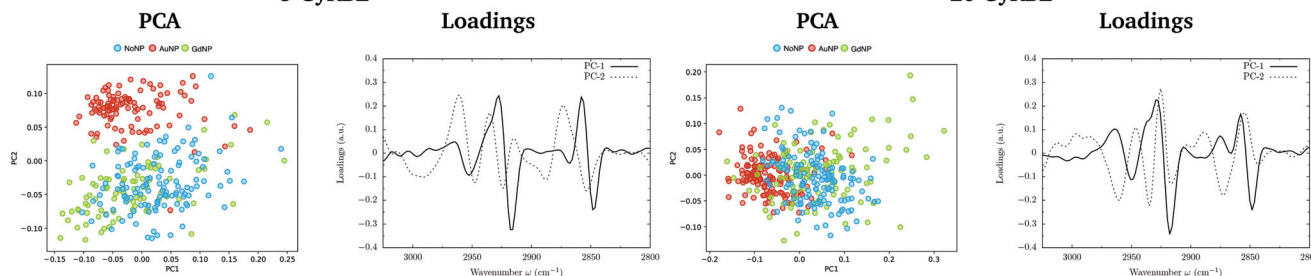 PCA
Loadings
PCA
Loadings
NoNP AuNP GdNP
0.10
0.05
0.00
−0.05
−0.10
PC2
−0.15 −0.10 −0.05 0.00 0.05 0.10 0.15 0.20 0.25
PC1
0.4
0.3
0.2
0.1
0
−0.1
−0.2
−0.3
−0.4
Loadings (a.u.)
PC-1
PC-2
3000 2950 2900 2850 2800
Wavenumber ω (cm⁻¹)
NoNP AuNP GdNP
0.20
0.15
0.10
0.05
0.00
−0.05
−0.10
PC2
−0.2 −0.1 0.0 0.1 0.2 0.3
PC1
0.4
0.3
0.2
0.1
0
−0.1
−0.2
−0.3
−0.4
Loadings (a.u.)
PC-1
PC-2
3000 2950 2900 2850
Wavenumber ω (cm⁻¹)